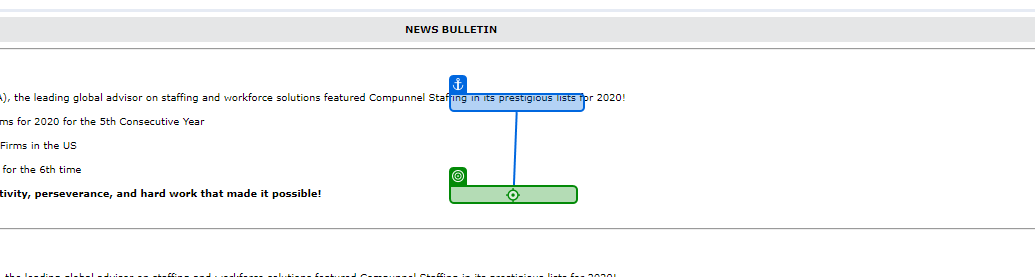 NEWS BULLETIN
A), the leading global advisor on staffing and workforce solutions featured Compunnel Staffing in its prestigious lists for 2020!
ms for 2020 for the 5th Consecutive Year
Firms in the US
for the 6th time
tivity, perseverance, and hard work that made it possible!
, the leading global advisor on staffing and workforce solutions featured Compunnel Staffing in its prestigious lists for 2020!